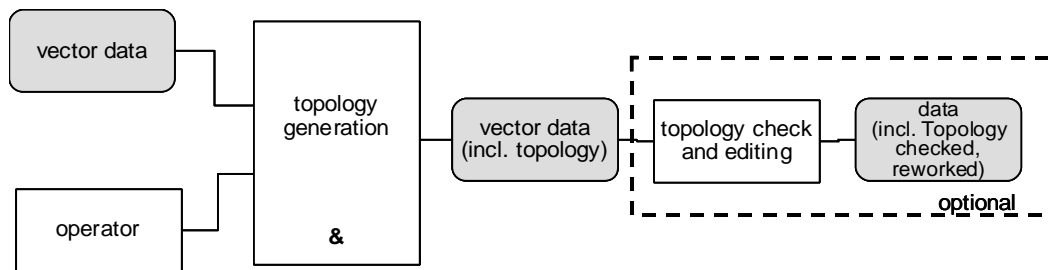 vector data
topology
generation
&
operator
vector data
(incl. topology)
topology check
and editing
data
(incl. Topology
checked,
reworked)
optional